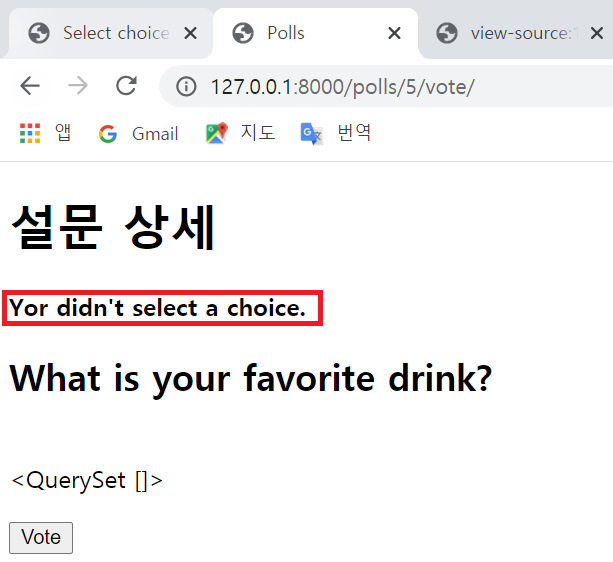 Select choice
Polls
view-source:1
127.0.0.1:8000/polls/5/vote/
앱
Gmail
지도
번역
설문 상세
Yor didn't select a choice.
What is your favorite drink?
<QuerySet []>
Vote